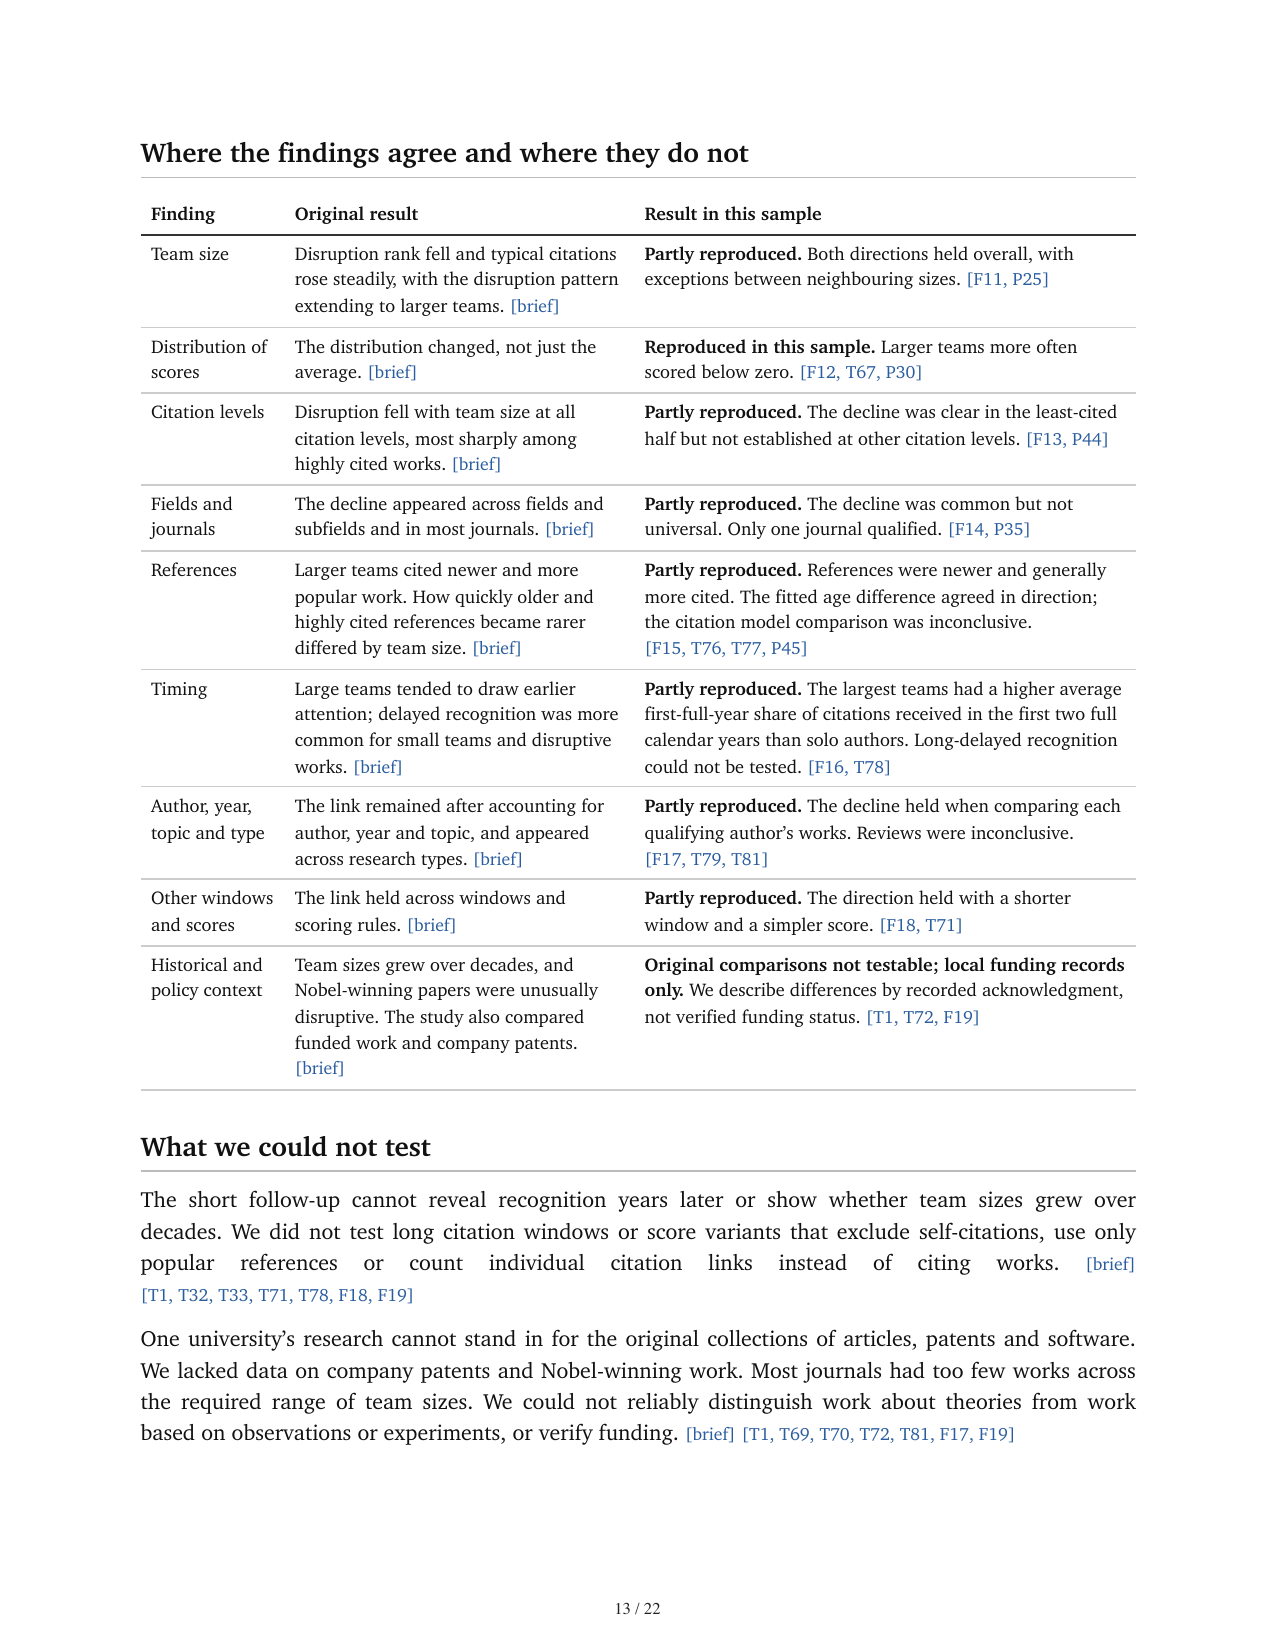 Where the findings agree and where they do not
Finding Original result Result in this sample
Team size Disruption rank fell and typical citations rose steadily, with the disruption pattern extending to larger teams. [brief] Partly reproduced. Both directions held overall, with exceptions between neighbouring sizes. [F11, P25]
Distribution of scores The distribution changed, not just the average. [brief] Reproduced in this sample. Larger teams more often scored below zero. [F12, T67, P30]
Citation levels Disruption fell with team size at all citation levels, most sharply among highly cited works. [brief] Partly reproduced. The decline was clear in the least-cited half but not established at other citation levels. [F13, P44]
Fields and journals The decline appeared across fields and subfields and in most journals. [brief] Partly reproduced. The decline was common but not universal. Only one journal qualified. [F14, P35]
References Larger teams cited newer and more popular work. How quickly older and highly cited references became rarer differed by team size. [brief] Partly reproduced. References were newer and generally more cited. The fitted age difference agreed in direction; the citation model comparison was inconclusive. [F15, T76, T77, P45]
Timing Large teams tended to draw earlier attention; delayed recognition was more common for small teams and disruptive works. [brief] Partly reproduced. The largest teams had a higher average first-full-year share of citations received in the first two full calendar years than solo authors. Long-delayed recognition could not be tested. [F16, T78]
Author, year, topic and type The link remained after accounting for author, year and topic, and appeared across research types. [brief] Partly reproduced. The decline held when comparing each qualifying author’s works. Reviews were inconclusive. [F17, T79, T81]
Other windows and scores The link held across windows and scoring rules. [brief] Partly reproduced. The direction held with a shorter window and a simpler score. [F18, T71]
Historical and policy context Team sizes grew over decades, and Nobel-winning papers were unusually disruptive. The study also compared funded work and company patents. [brief] Original comparisons not testable; local funding records only. We describe differences by recorded acknowledgment, not verified funding status. [T1, T72, F19]
What we could not test
The short follow-up cannot reveal recognition years later or show whether team sizes grew over
decades. We did not test long citation windows or score variants that exclude self-citations, use only
popular references or count individual citation links instead of citing works. [brief]
[T1, T32, T33, T71, T78, F18, F19]
One university’s research cannot stand in for the original collections of articles, patents and software.
We lacked data on company patents and Nobel-winning work. Most journals had too few works across
the required range of team sizes. We could not reliably distinguish work about theories from work
based on observations or experiments, or verify funding. [brief] [T1, T69, T70, T72, T81, F17, F19]
13 / 22